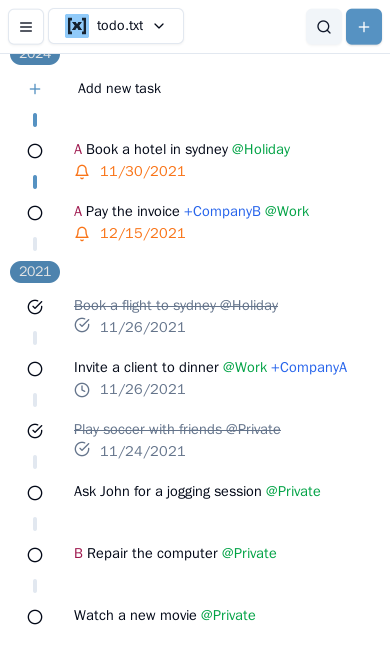 [x] todo.txt
2024
Add new task
A Book a hotel in sydney @Holiday
11/30/2021
A Pay the invoice +CompanyB @Work
12/15/2021
2021
Book a flight to sydney @Holiday
11/26/2021
Invite a client to dinner @Work +CompanyA
11/26/2021
Play soccer with friends @Private
11/24/2021
Ask John for a jogging session @Private
B Repair the computer @Private
Watch a new movie @Private